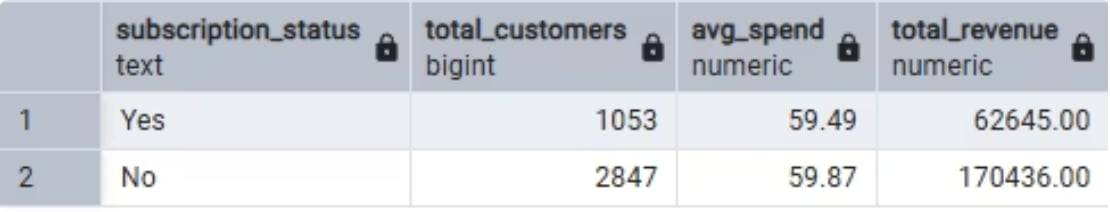 subscription_status total_customers avg_spend total_revenue
text bigint numeric numeric
1 Yes 1053 59.49 62645.00
2 No 2847 59.87 170436.00